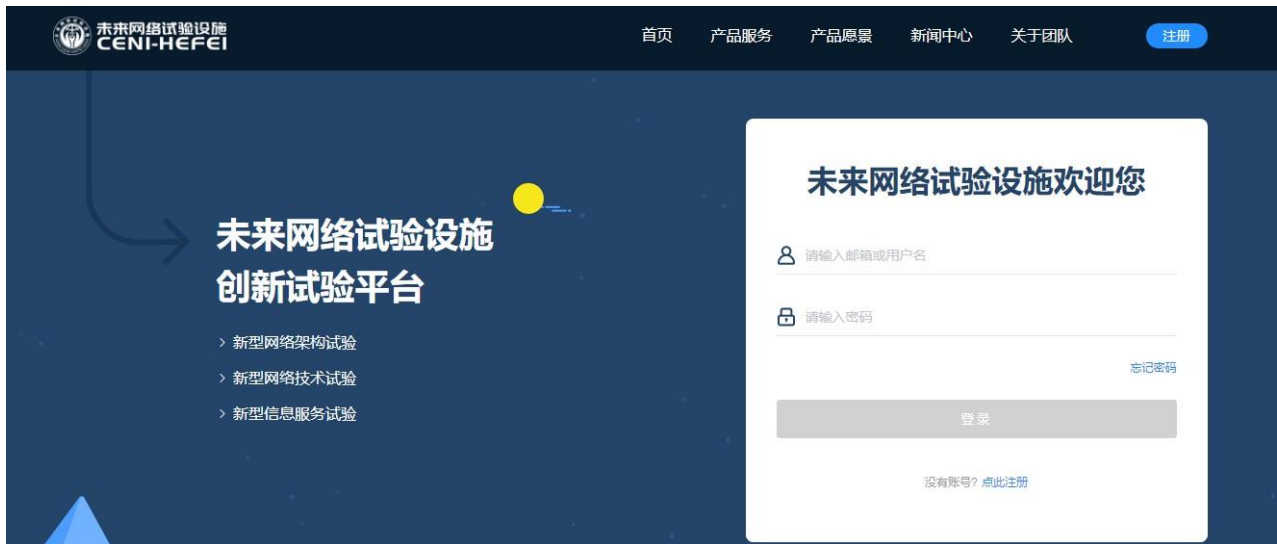 未来网络试验设施
CENI-HEFEI
首页 产品服务 产品愿景 新闻中心 关于团队 注册
未来网络试验设施
创新试验平台
> 新型网络架构试验
> 新型网络技术试验
> 新型信息服务试验
未来网络试验设施欢迎您
请输入邮箱或用户名
请输入密码
忘记密码
登录
没有账号? 点此注册